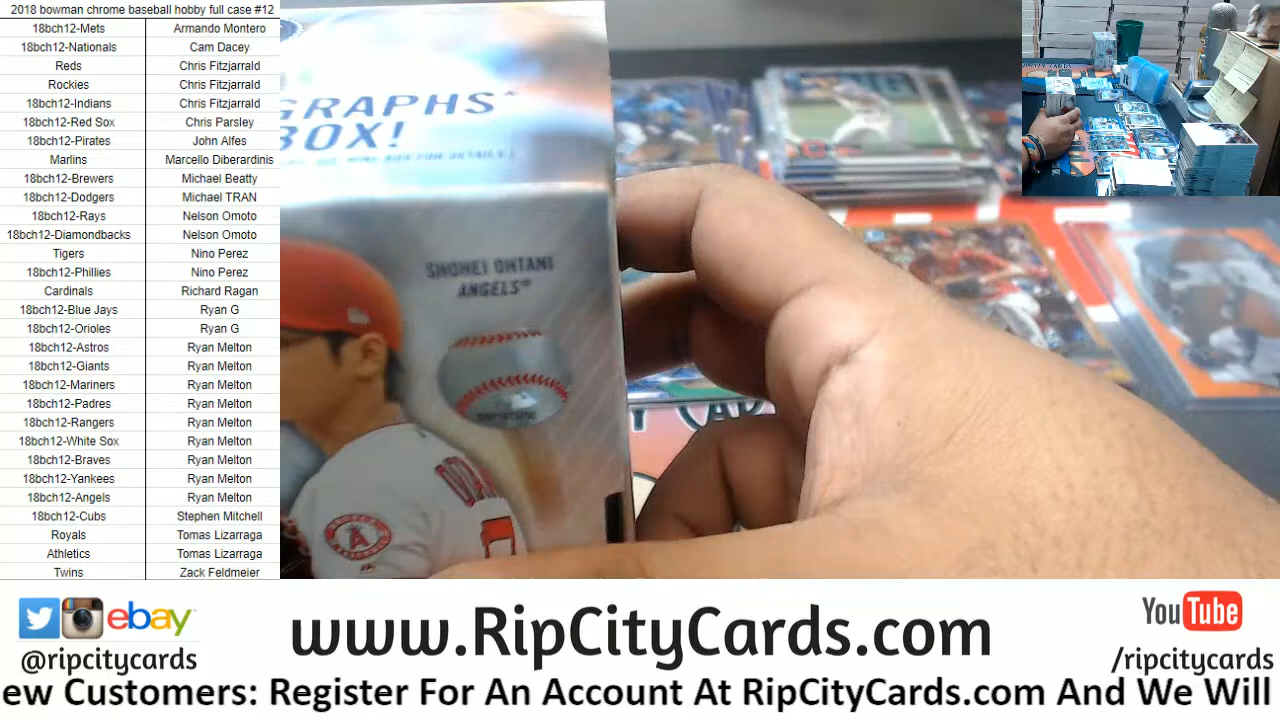 2018 bowman chrome baseball hobby full case #12
18bch12-Mets Armando Montero
18bch12-Nationals Cam Dacey
Reds Chris Fitzjarrald
Rockies Chris Fitzjarrald
18bch12-Indians Chris Fitzjarrald
18bch12-Red Sox Chris Parsley
18bch12-Pirates John Alfes
Marlins Marcello Diberardinis
18bch12-Brewers Michael Beatty
18bch12-Dodgers Michael TRAN
18bch12-Rays Nelson Omoto
18bch12-Diamondbacks Nelson Omoto
Tigers Nino Perez
18bch12-Phillies Nino Perez
Cardinals Richard Ragan
18bch12-Blue Jays Ryan G
18bch12-Orioles Ryan G
18bch12-Astros Ryan Melton
18bch12-Giants Ryan Melton
18bch12-Mariners Ryan Melton
18bch12-Padres Ryan Melton
18bch12-Rangers Ryan Melton
18bch12-White Sox Ryan Melton
18bch12-Braves Ryan Melton
18bch12-Yankees Ryan Melton
18bch12-Angels Ryan Melton
18bch12-Cubs Stephen Mitchell
Royals Tomas Lizarraga
Athletics Tomas Lizarraga
Twins Zack Feldmeier
GRAPHS
BOX!
SHOHEI OHTANI
ANGELS®
ebay™
@ripcitycards
www.RipCityCards.com
YouTube
/ripcitycards
ew Customers: Register For An Account At RipCityCards.com And We Will